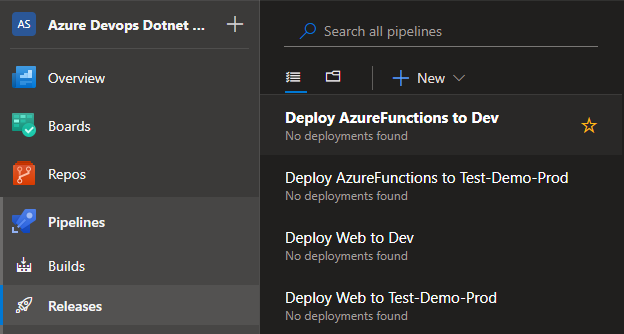 AS Azure Devops Dotnet ...
Overview
Boards
Repos
Pipelines
Builds
Releases
Search all pipelines
New
Deploy AzureFunctions to Dev
No deployments found
Deploy AzureFunctions to Test-Demo-Prod
No deployments found
Deploy Web to Dev
No deployments found
Deploy Web to Test-Demo-Prod
No deployments found